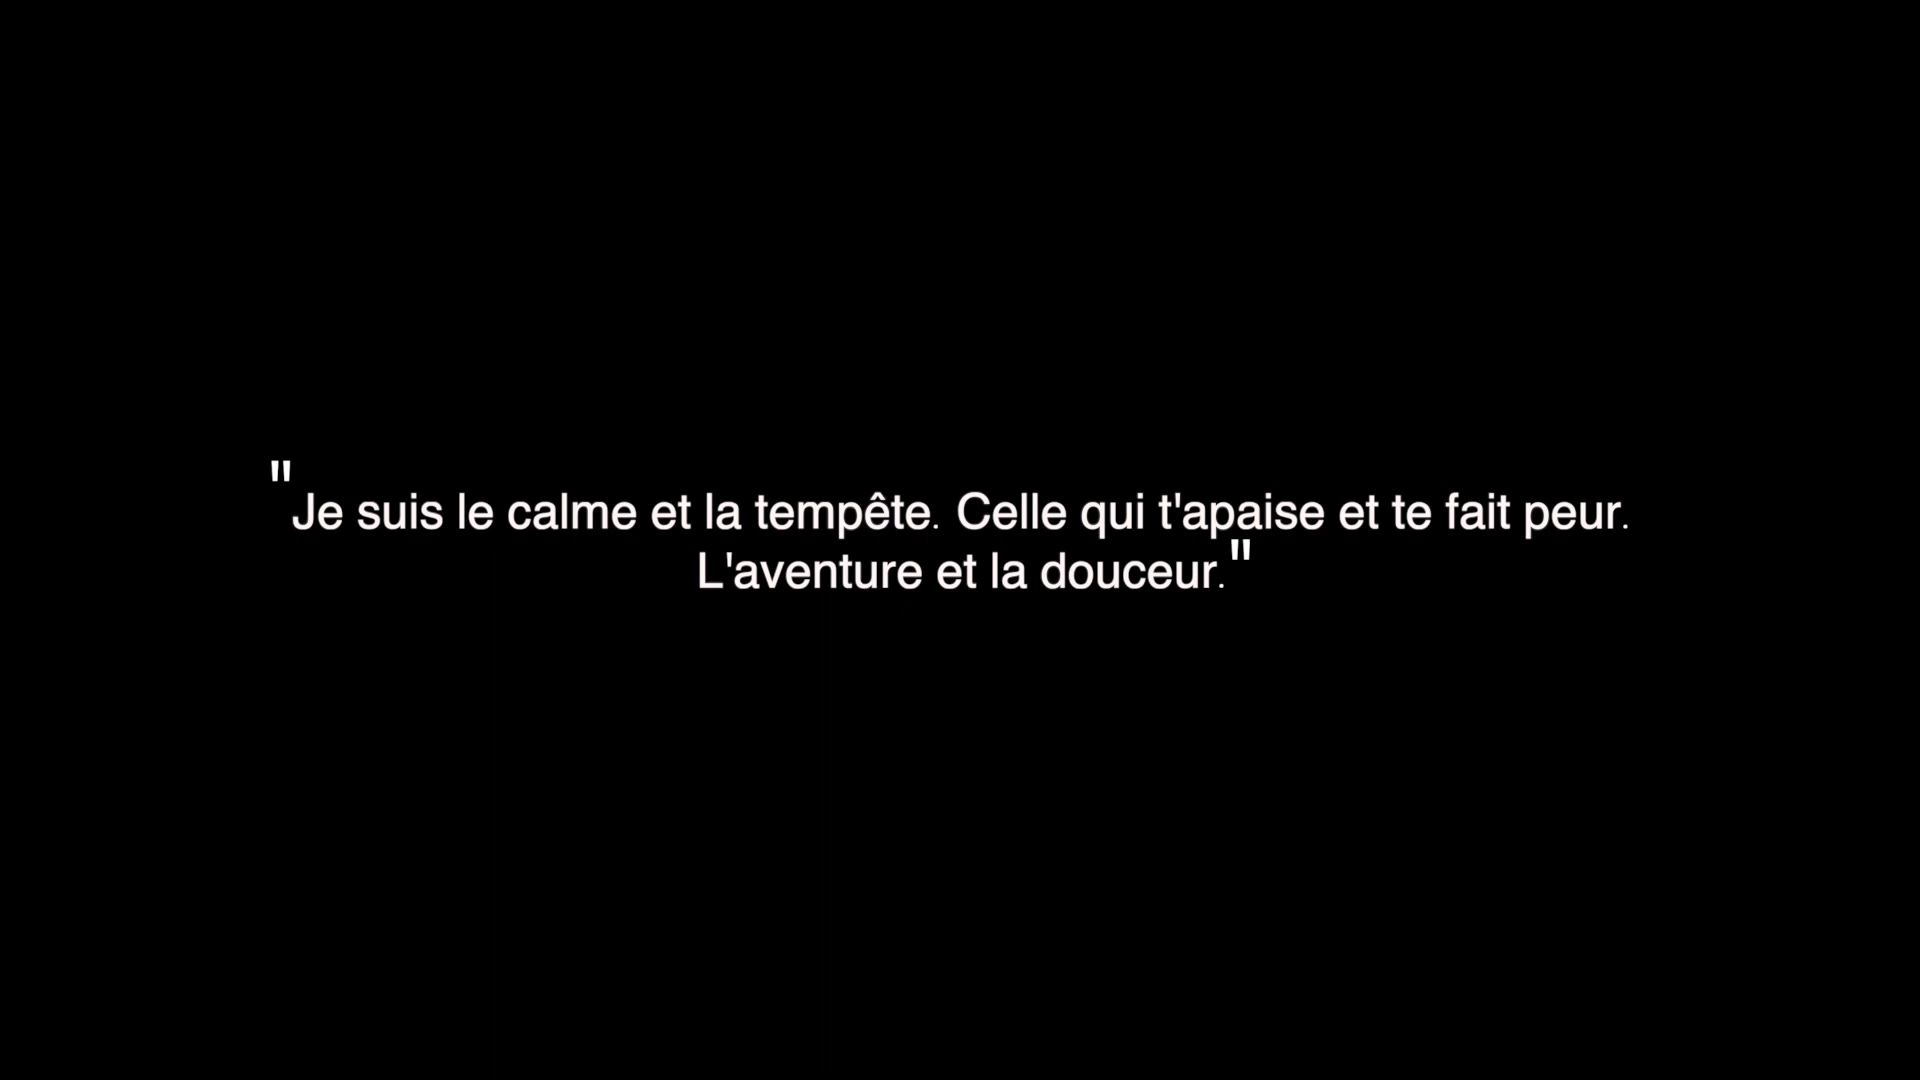 "Je suis le calme et la tempête. Celle qui t'apaise et te fait peur.
L'aventure et la douceur."